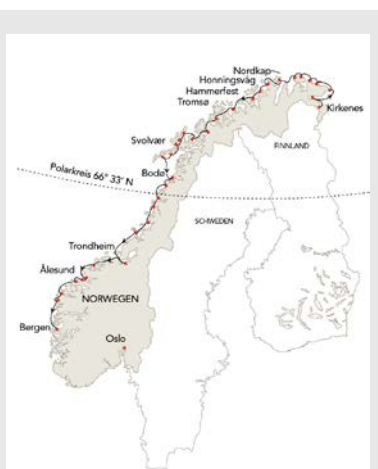 Nordkap
Honningsvåg
Hammerfest
Tromsø
Kirkenes
FINNLAND
Svolvær
Polarkreis 66° 33' N
Bodø
SCHWEDEN
Trondheim
Ålesund
NORWEGEN
Bergen
Oslo